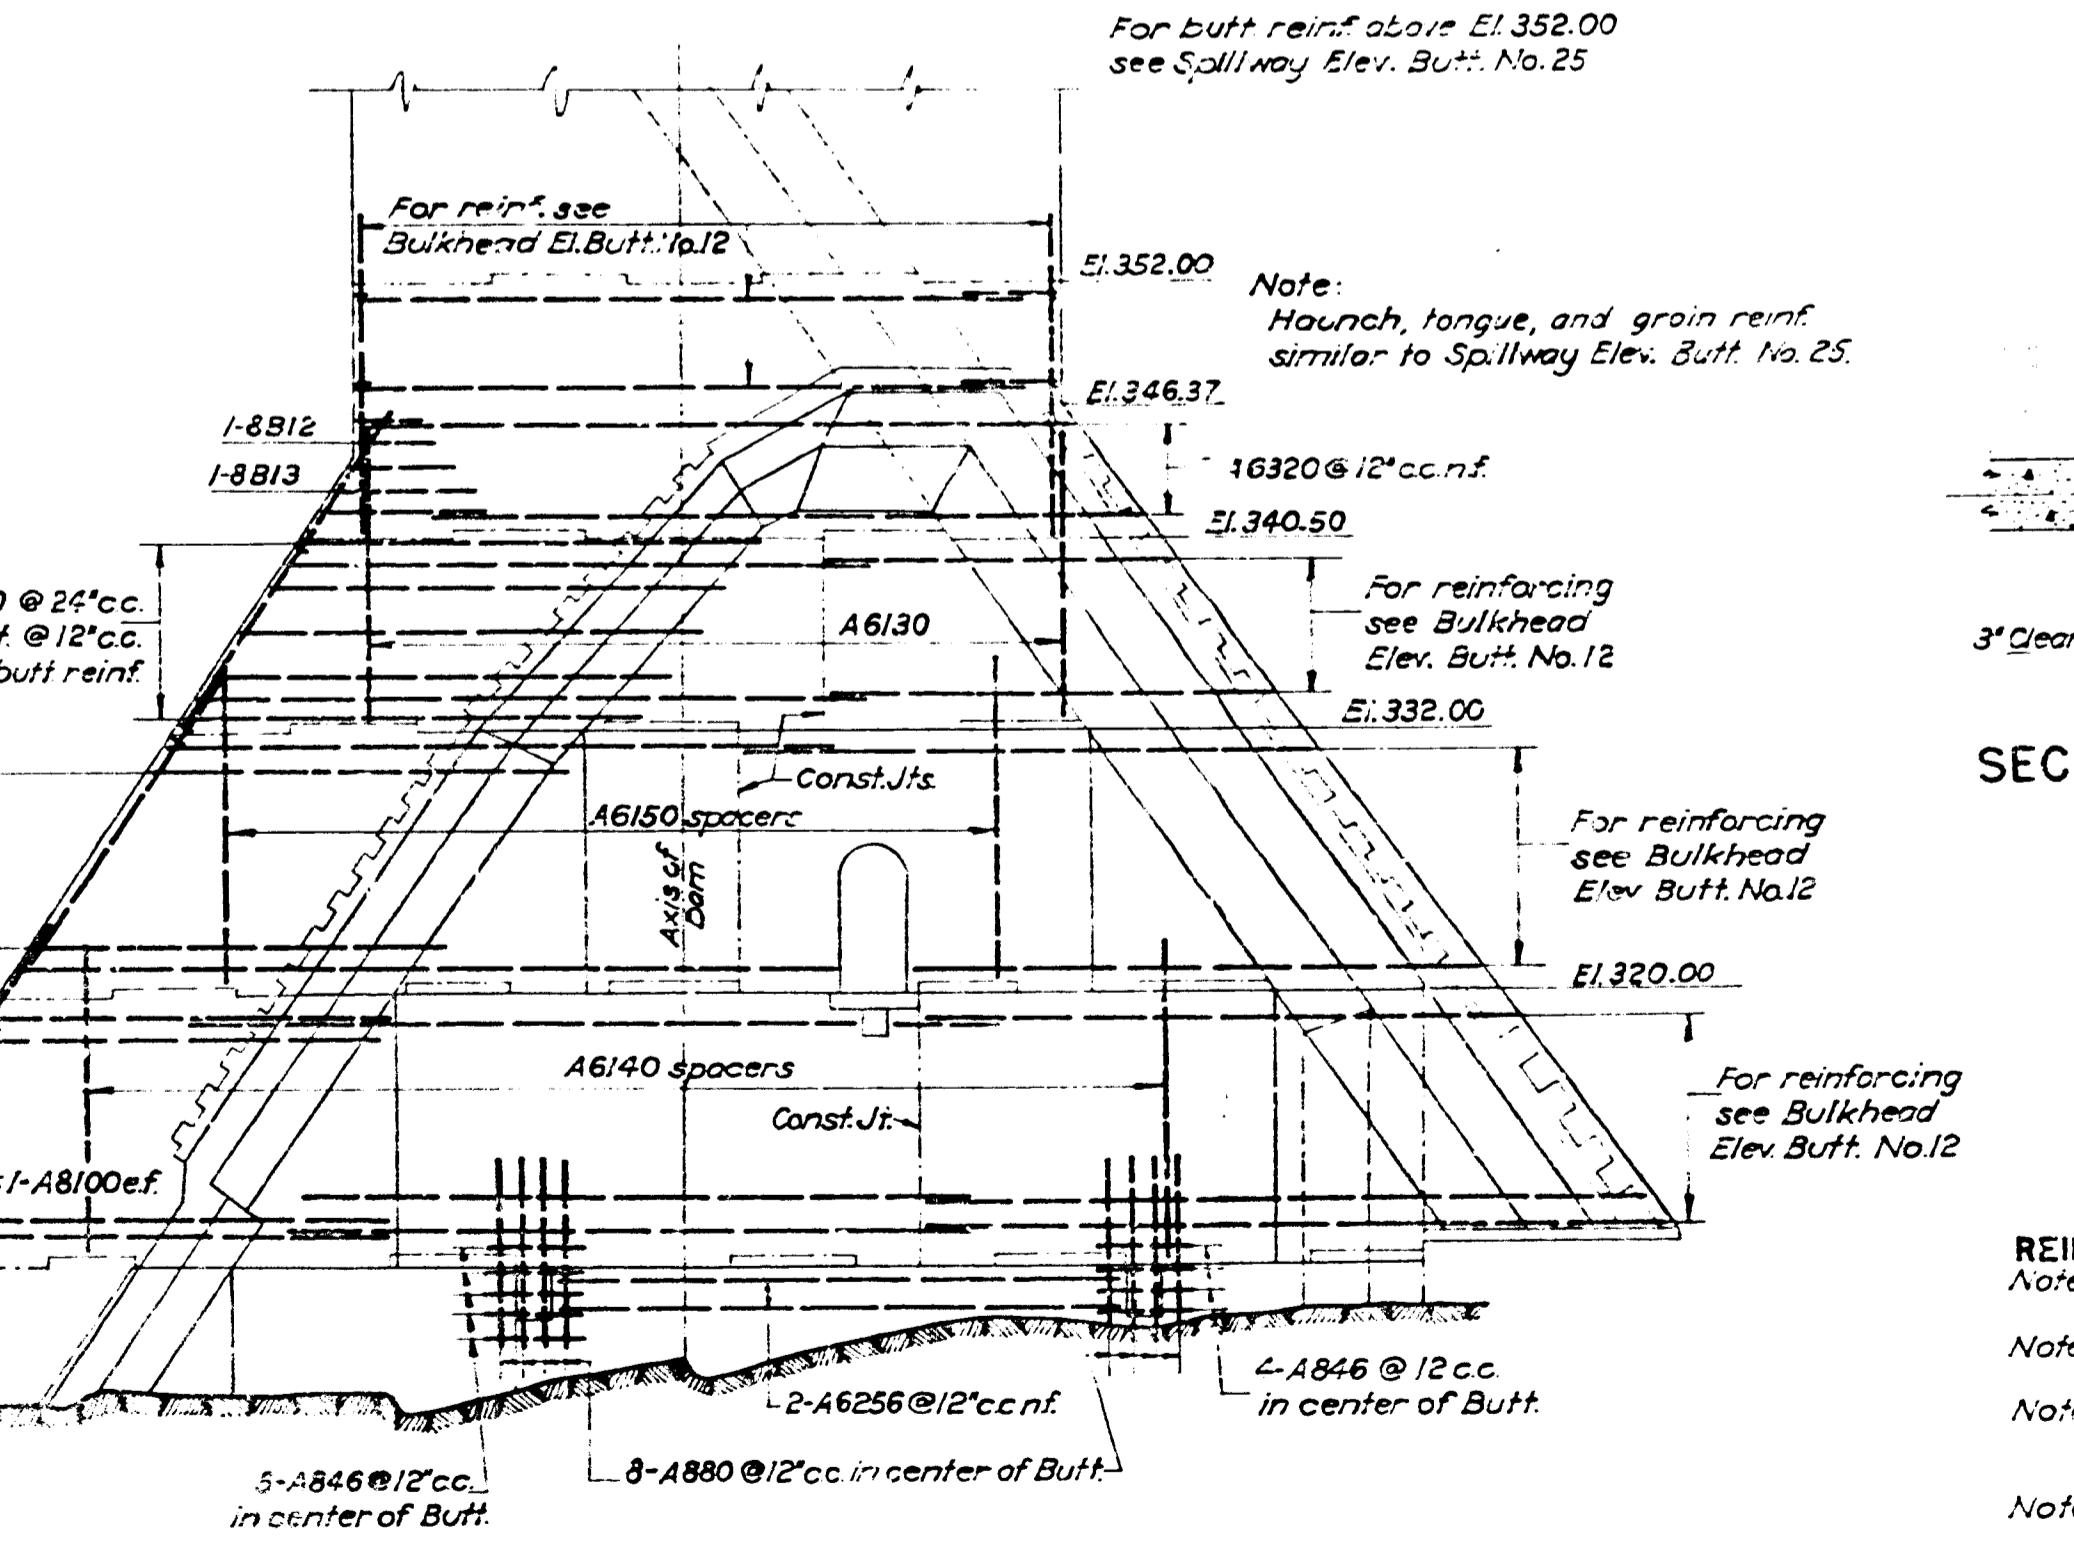 For butt. reinf. above El. 352.00
see Spillway Elev. Butt. No. 25
For reinf. see
Bulkhead El. Butt. No. 12
El. 352.00
Note:
Haunch, tongue, and groin reinf.
similar to Spillway Elev. Butt. No. 25.
El. 346.37
1-8B12
1-8B13
A6320 @ 12" c.c. n.f.
El. 340.50
@ 24" c.c.
@ 12" c.c.
butt. reinf.
For reinforcing
see Bulkhead
Elev. Butt. No. 12
A6130
3" Clear
El. 332.00
SEC
Const. Jts.
A6150 spacers
For reinforcing
see Bulkhead
Elev. Butt. No. 12
Axis of
Dam
El. 320.00
A6140 spacers
Const. Jt.
For reinforcing
see Bulkhead
Elev. Butt. No. 12
1-A8100 e.f.
REI
Note
Note
Note
Note
4-A846 @ 12 c.c.
in center of Butt.
2-A6256 @ 12" c.c. n.f.
8-A880 @ 12" c.c. in center of Butt.
-A846 @ 12" c.c.
in center of Butt.